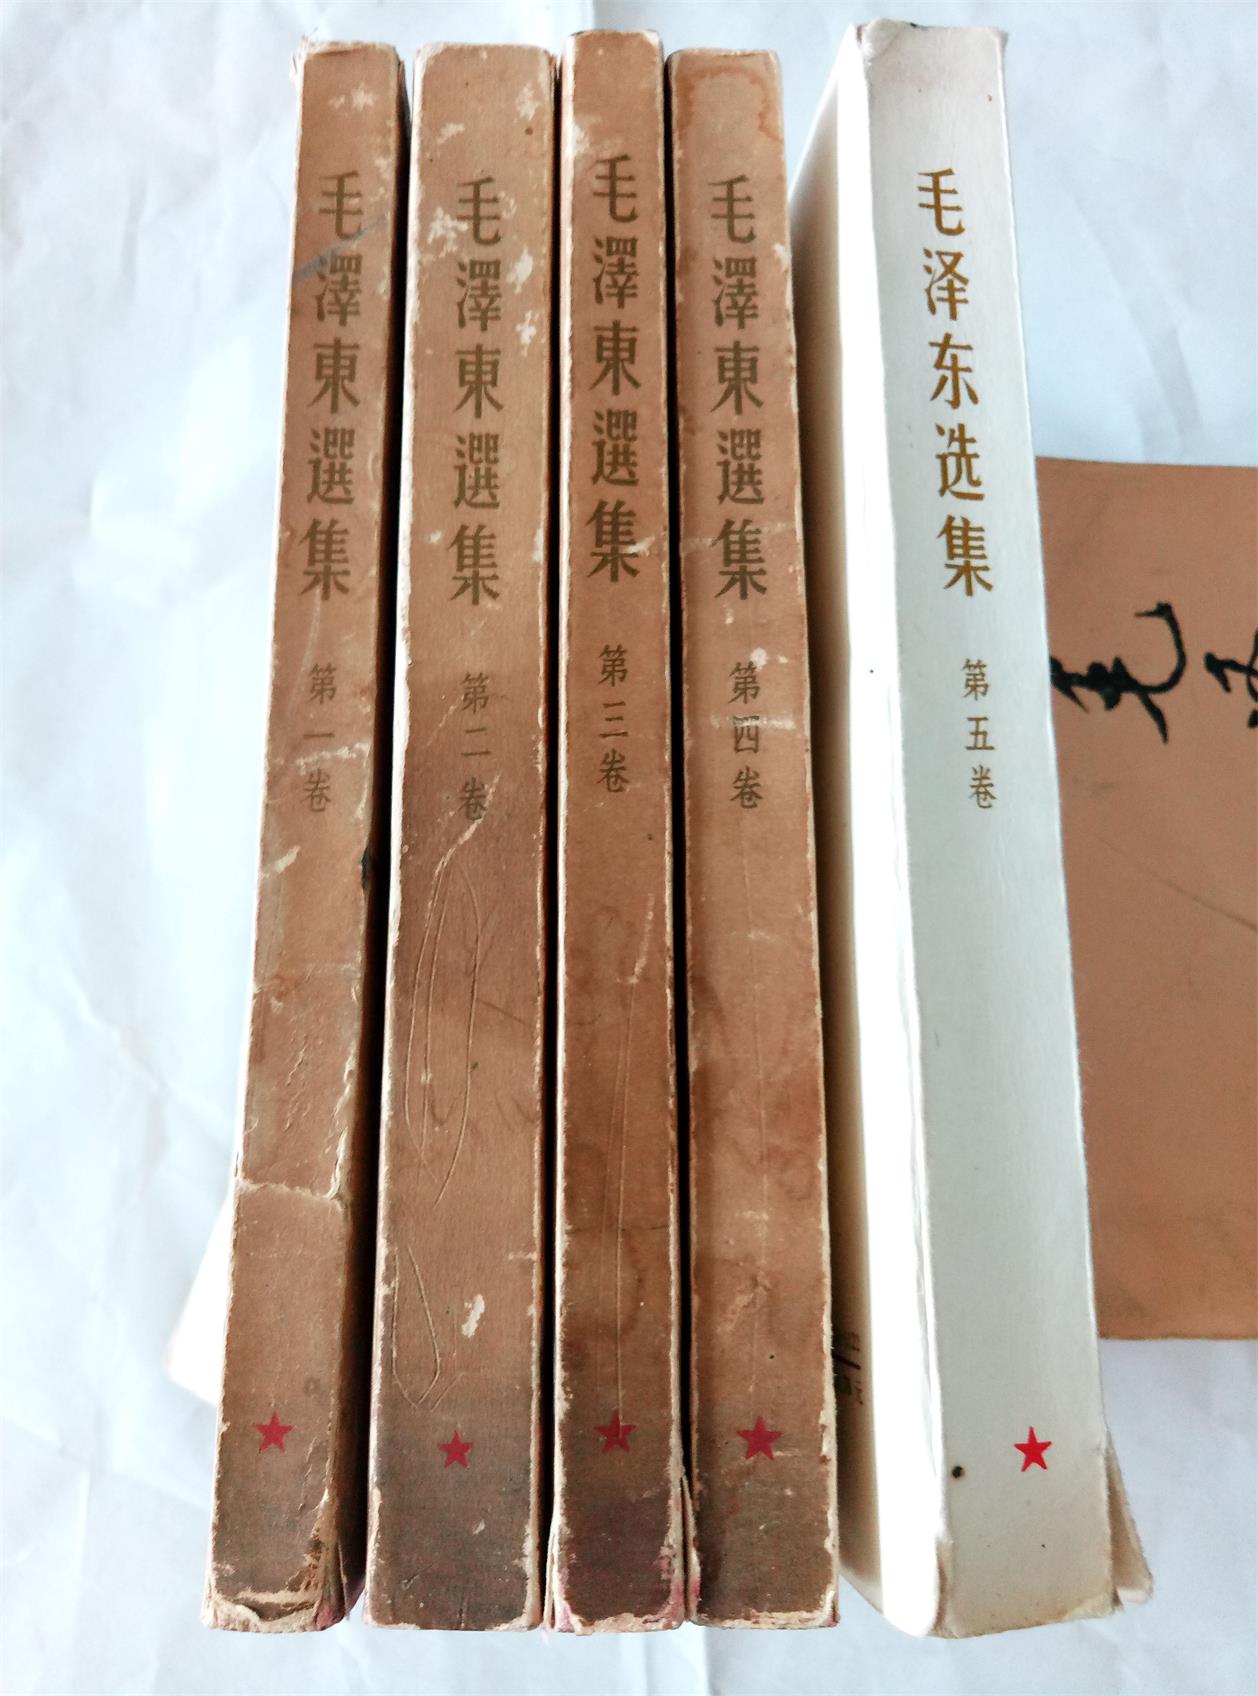 毛澤東選集 第一卷
毛澤東選集 第二卷
毛澤東選集 第三卷
毛澤東選集 第四卷
毛泽东选集 第五卷